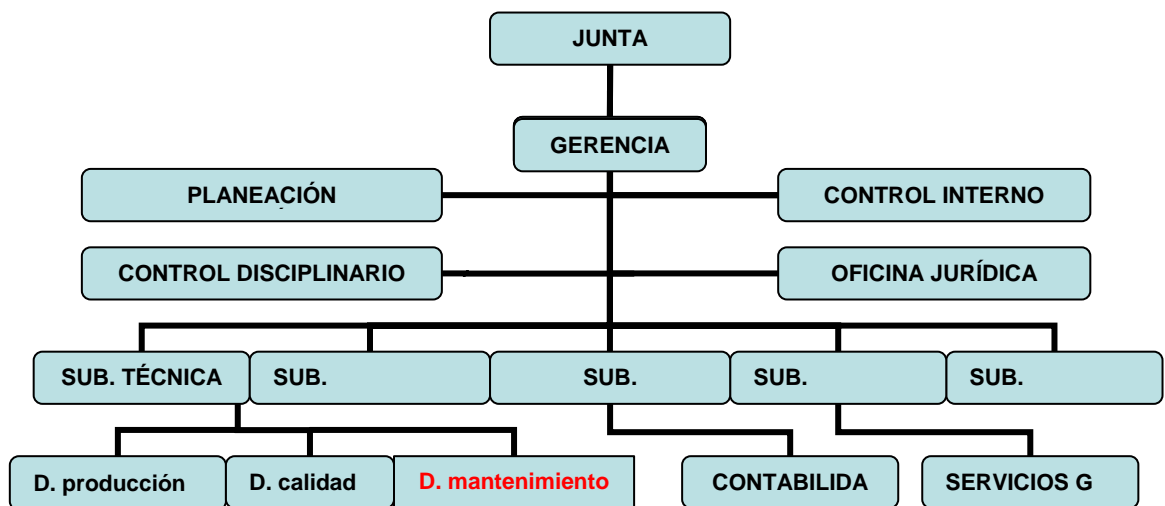 JUNTA
GERENCIA
PLANEACIÓN
CONTROL INTERNO
CONTROL DISCIPLINARIO
OFICINA JURÍDICA
SUB. TÉCNICA
SUB.
SUB.
SUB.
SUB.
D. producción
D. calidad
D. mantenimiento
CONTABILIDA
SERVICIOS G